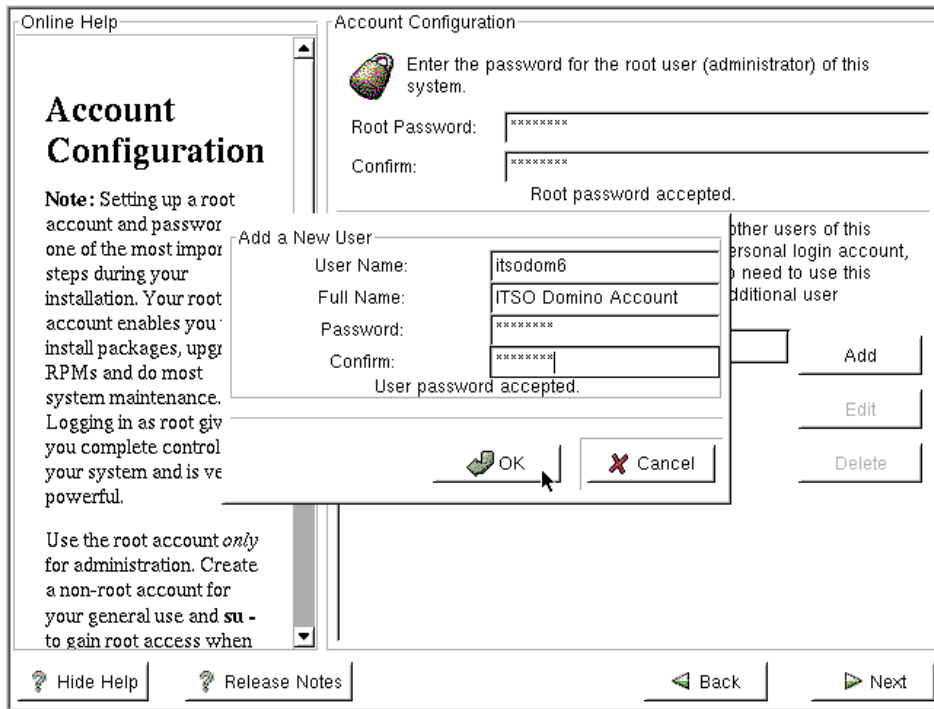 Online Help
Account
Configuration
Note: Setting up a root
account and passwor
one of the most impor
steps during your
installation. Your root
account enables you
install packages, upgr
RPMs and do most
system maintenance.
Logging in as root giv
you complete control
your system and is ve
powerful.
Use the root account only
for administration. Create
a non-root account for
your general use and su -
to gain root access when
Account Configuration
Enter the password for the root user (administrator) of this
system.
Root Password: ********
Confirm: ********
Root password accepted.
other users of this
ersonal login account,
o need to use this
dditional user
Add
Edit
Delete
Add a New User
User Name: itsodom6
Full Name: ITSO Domino Account
Password: ********
Confirm: ********
User password accepted.
OK Cancel
Hide Help Release Notes Back Next